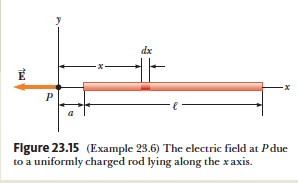 y
dx
x
E
x
P
a
ℓ
Figure 23.15 (Example 23.6) The electric field at P due
to a uniformly charged rod lying along the x axis.